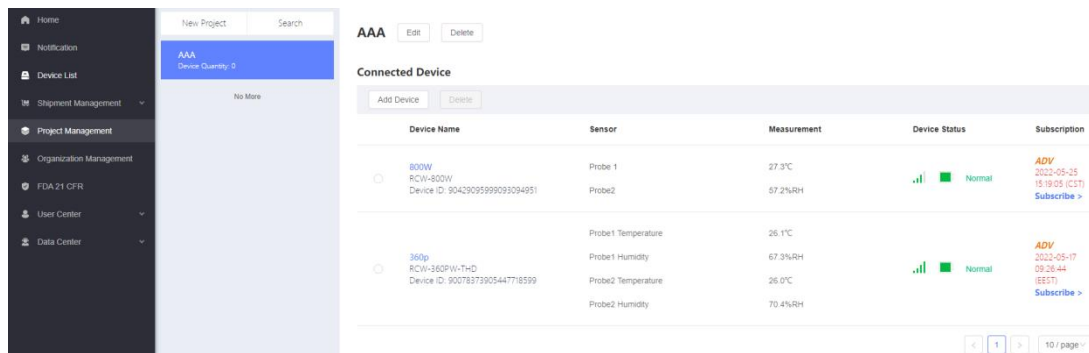 Home
Notification
Device List
Shipment Management
Project Management
Organization Management
FDA 21 CFR
User Center
Data Center
New Project Search
AAA
Device Quantity: 0
No More
AAA Edit Delete
Connected Device
Add Device Delete
Device Name Sensor Measurement Device Status Subscription
800W
RCW-800W
Device ID: 90429095999093094951
Probe 1 27.3℃
Probe2 57.2%RH
Normal
ADV
2022-05-25
15:19:05 (CST)
Subscribe >
360p
RCW-360PW-THD
Device ID: 90078373905447718599
Probe1 Temperature 26.1℃
Probe1 Humidity 67.3%RH
Probe2 Temperature 26.0℃
Probe2 Humidity 70.4%RH
Normal
ADV
2022-05-17
09:26:44
(EEST)
Subscribe >
< 1 > 10 / page